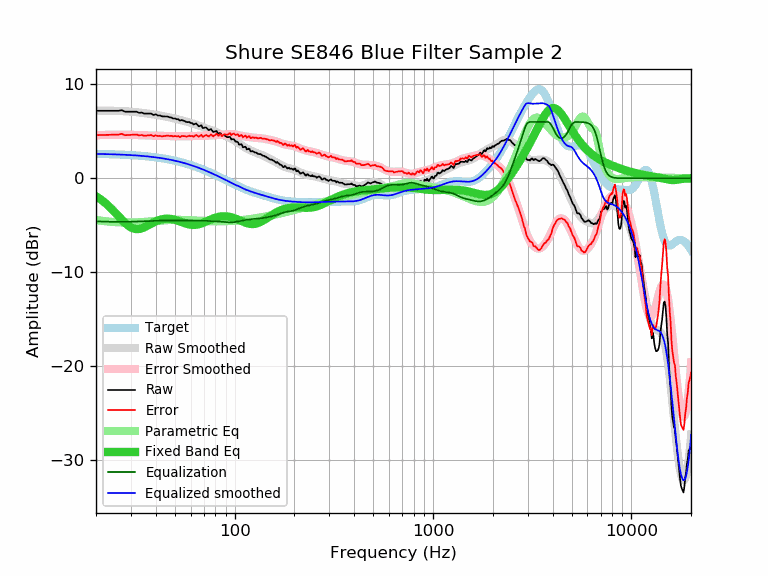 Shure SE846 Blue Filter Sample 2
Amplitude (dBr)
10
0
−10
−20
−30
Target
Raw Smoothed
Error Smoothed
Raw
Error
Parametric Eq
Fixed Band Eq
Equalization
Equalized smoothed
100
1000
10000
Frequency (Hz)